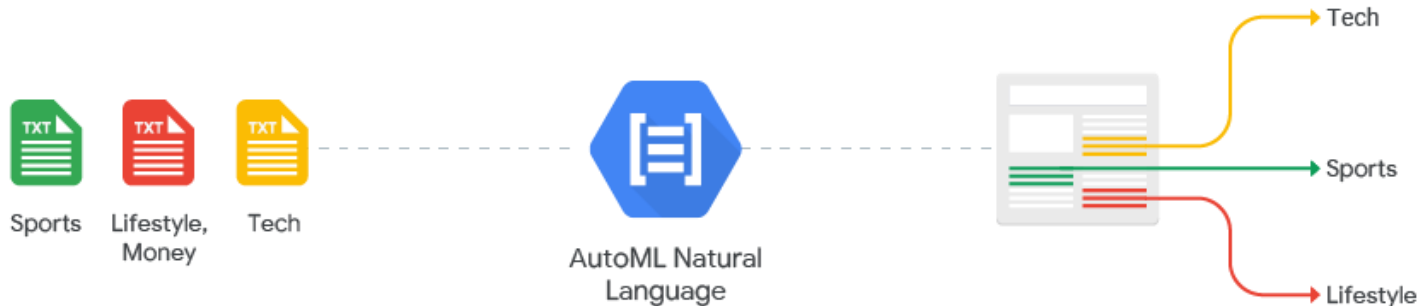 TXT
TXT
TXT
Sports
Lifestyle,
Money
Tech
AutoML Natural
Language
Tech
Sports
Lifestyle